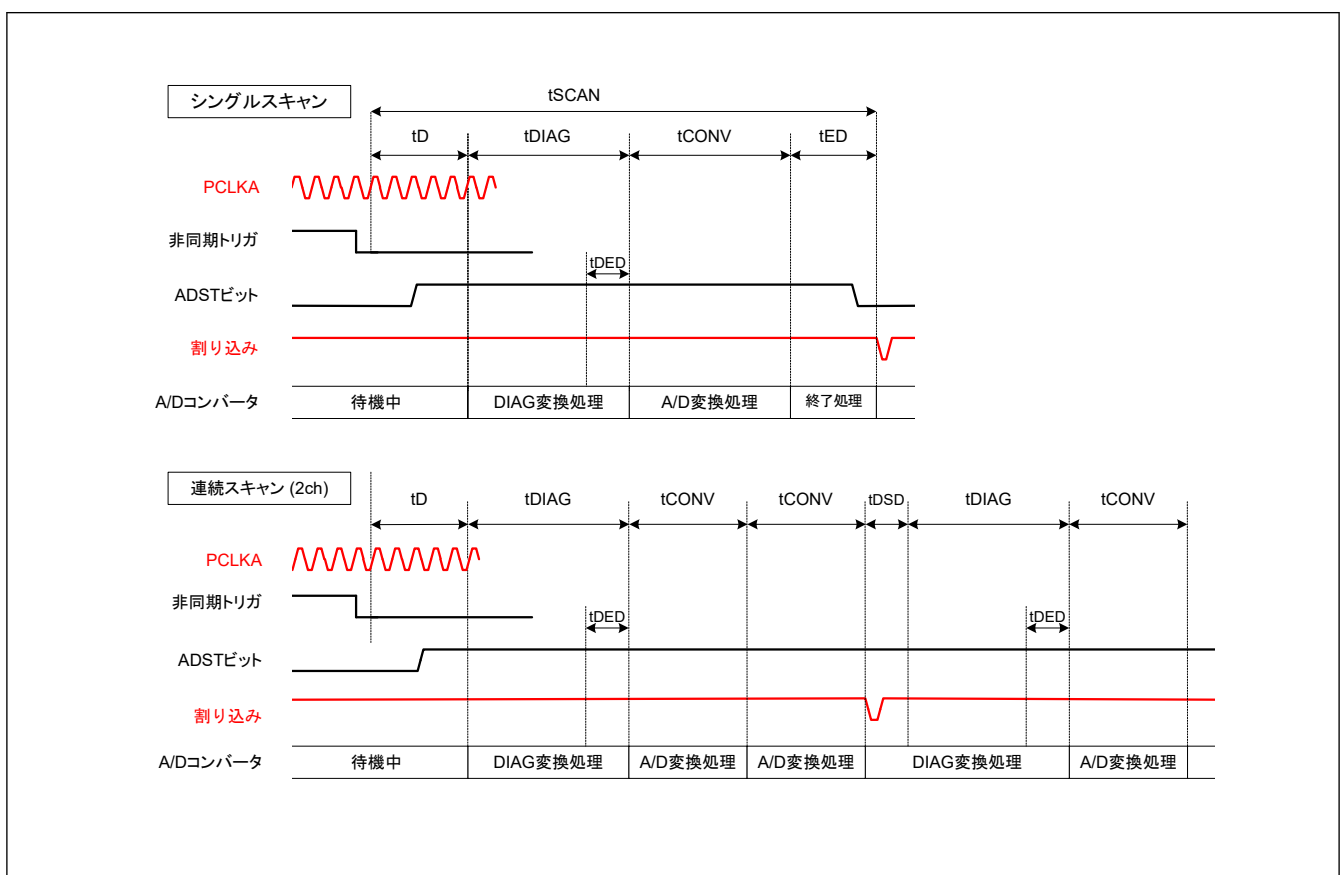 シングルスキャン
tSCAN
tD tDIAG tCONV tED
PCLKA
非同期トリガ
tDED
ADSTビット
割り込み
A/Dコンバータ 待機中 DIAG変換処理 A/D変換処理 終了処理
連続スキャン (2ch)
tD tDIAG tCONV tCONV tDSD tDIAG tCONV
PCLKA
非同期トリガ
tDED tDED
ADSTビット
割り込み
A/Dコンバータ 待機中 DIAG変換処理 A/D変換処理 A/D変換処理 DIAG変換処理 A/D変換処理